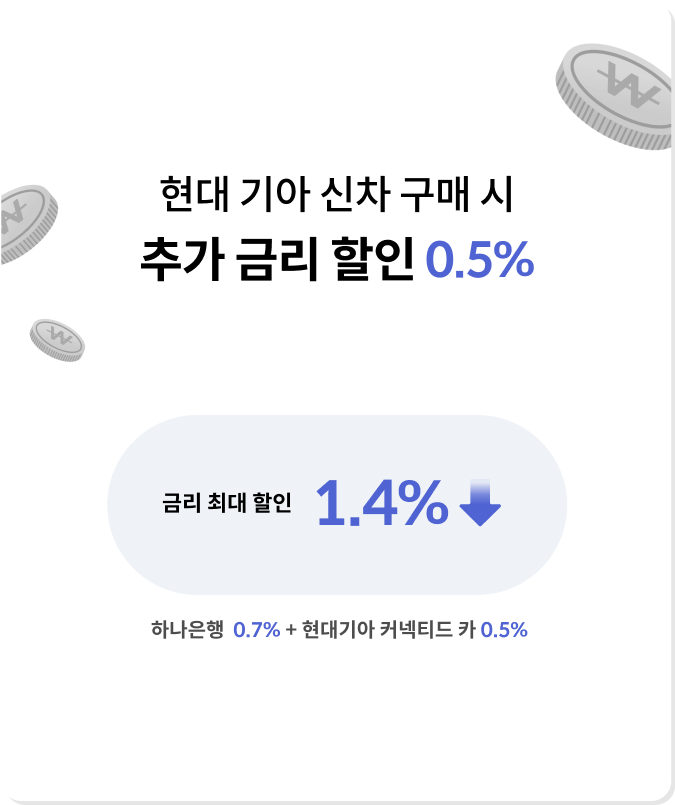 현대 기아 신차 구매 시
추가 금리 할인 0.5%
금리 최대 할인 1.4%
하나은행 0.7% + 현대기아 커넥티드 카 0.5%